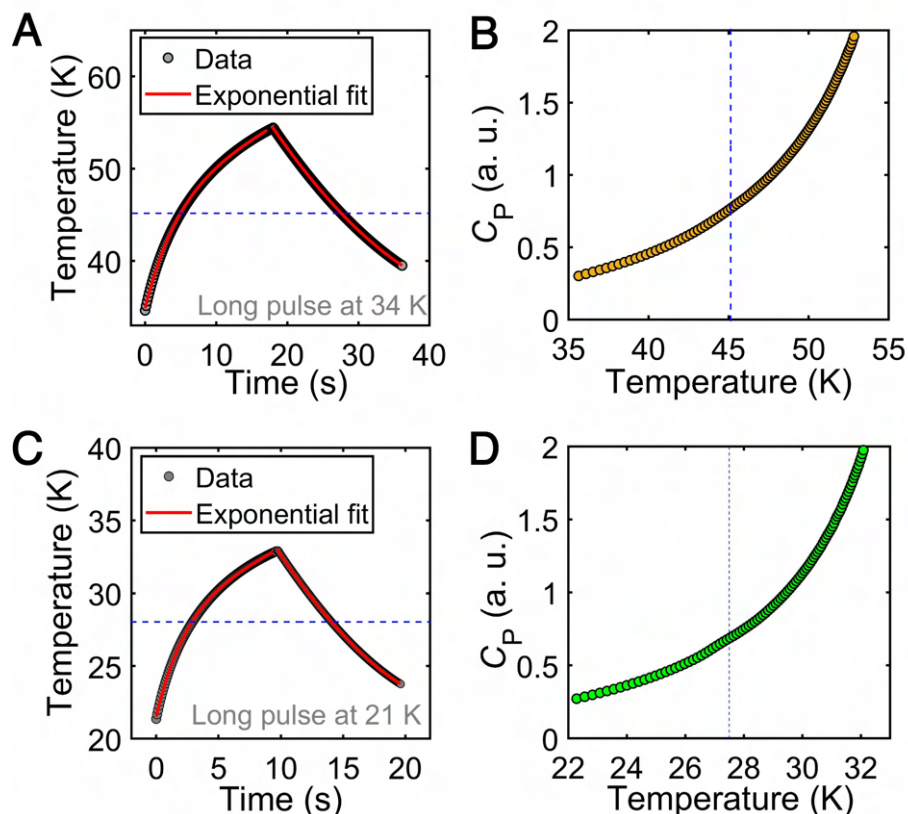 A
Temperature (K)
60
50
40
Data
Exponential fit
Long pulse at 34 K
0 10 20 30 40
Time (s)
B
C_P (a. u.)
2
1.5
1
0.5
0
35 40 45 50 55
Temperature (K)
C
Temperature (K)
40
35
30
25
20
Data
Exponential fit
Long pulse at 21 K
0 5 10 15 20
Time (s)
D
C_P (a. u.)
2
1.5
1
0.5
0
22 24 26 28 30 32
Temperature (K)